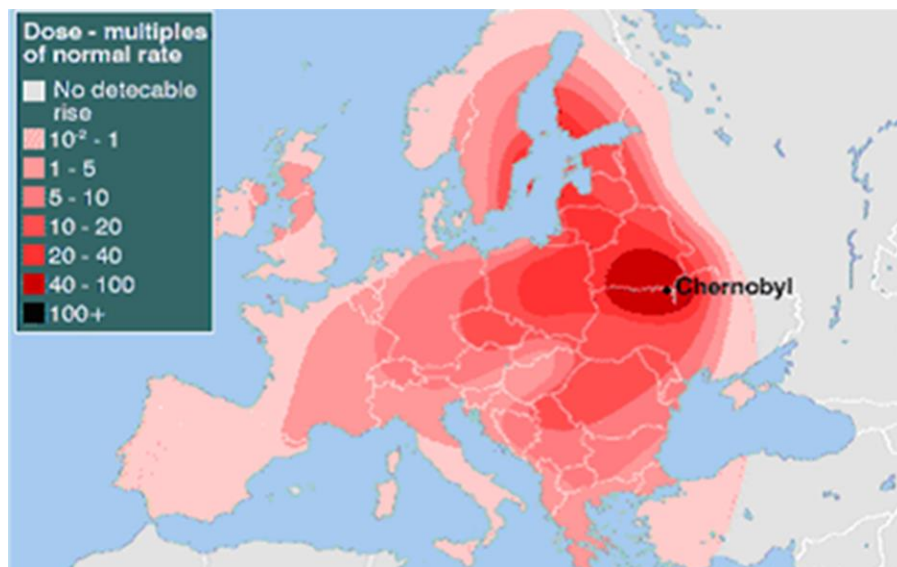 Dose - multiples
of normal rate
No detecable
rise
10⁻² - 1
1 - 5
5 - 10
10 - 20
20 - 40
40 - 100
100+
Chernobyl